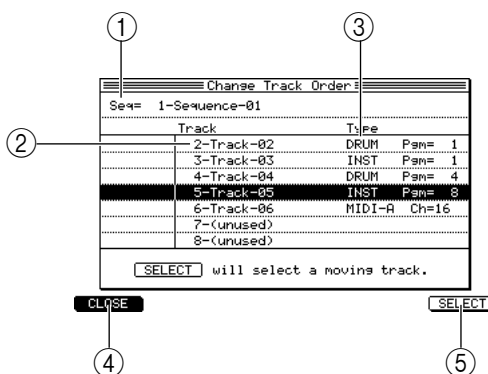 ① ③
Change Track Order
Seq= 1-Sequence-01
Track Type
② 2-Track-02 DRUM Pgm= 1
3-Track-03 INST Pgm= 1
4-Track-04 DRUM Pgm= 4
5-Track-05 INST Pgm= 8
6-Track-06 MIDI-A Ch=16
7-(unused)
8-(unused)
SELECT will select a moving track.
CLOSE SELECT
④ ⑤